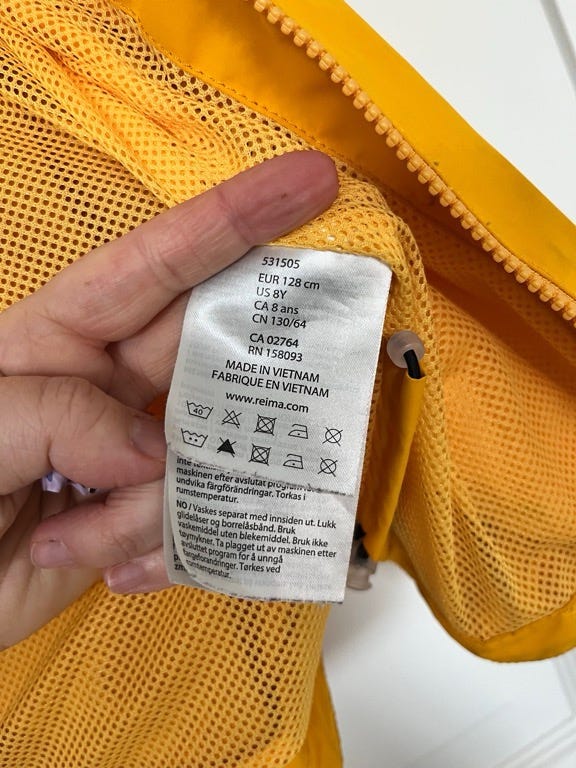 531505
EUR 128 cm
US 8Y
CA 8 ans
CN 130/64
CA 02764
RN 158093
MADE IN VIETNAM
FABRIQUE EN VIETNAM
www.reima.com
40
maskinen efter avslutat program
undvika färgförändringar. Torkas i
rumstemperatur.
NO / Vaskes separat med innsiden ut. Lukk
glidelåser og borrelåsbånd. Bruk
vaskemiddel uten blekemiddel. Bruk ikke
tøymykner. Ta plagget ut av maskinen etter
avsluttet program for å unngå
fargeforandringer. Tørkes ved
romstemperatur.